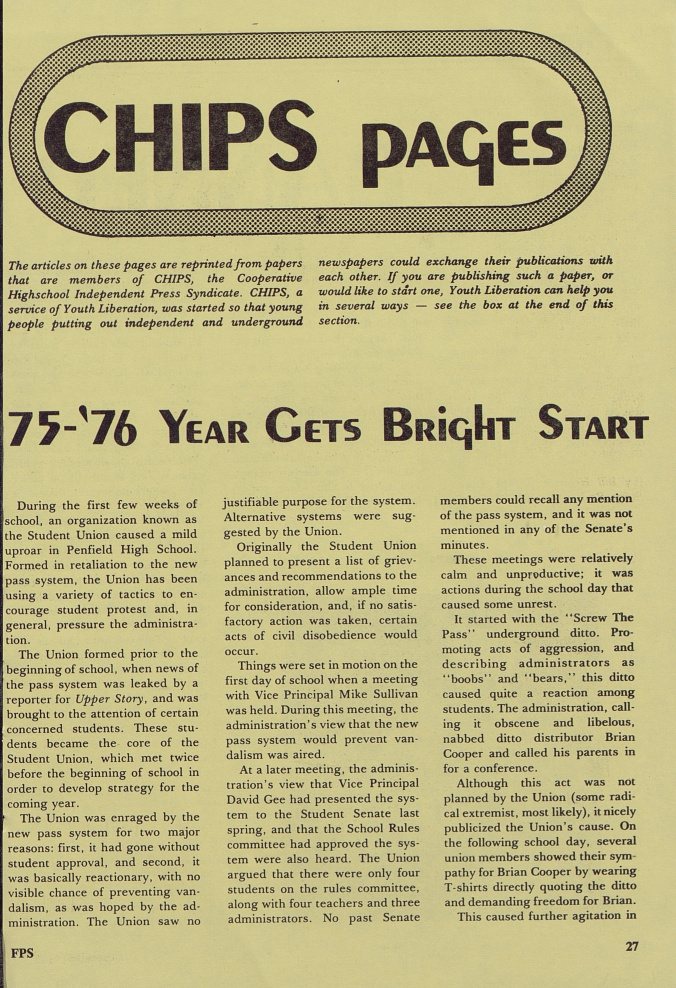 CHIPS PAGES
The articles on these pages are reprinted from papers
that are members of CHIPS, the Cooperative
Highschool Independent Press Syndicate. CHIPS, a
service of Youth Liberation, was started so that young
people putting out independent and underground
newspapers could exchange their publications with
each other. If you are publishing such a paper, or
would like to start one, Youth Liberation can help you
in several ways — see the box at the end of this
section.
75-'76 Year Gets Bright Start
During the first few weeks of
school, an organization known as
the Student Union caused a mild
uproar in Penfield High School.
Formed in retaliation to the new
pass system, the Union has been
using a variety of tactics to en-
courage student protest and, in
general, pressure the administra-
tion.
The Union formed prior to the
beginning of school, when news of
the pass system was leaked by a
reporter for Upper Story, and was
brought to the attention of certain
concerned students. These stu-
dents became the core of the
Student Union, which met twice
before the beginning of school in
order to develop strategy for the
coming year.
The Union was enraged by the
new pass system for two major
reasons: first, it had gone without
student approval, and second, it
was basically reactionary, with no
visible chance of preventing van-
dalism, as was hoped by the ad-
ministration. The Union saw no
justifiable purpose for the system.
Alternative systems were sug-
gested by the Union.
Originally the Student Union
planned to present a list of griev-
ances and recommendations to the
administration, allow ample time
for consideration, and, if no satis-
factory action was taken, certain
acts of civil disobedience would
occur.
Things were set in motion on the
first day of school when a meeting
with Vice Principal Mike Sullivan
was held. During this meeting, the
administration's view that the new
pass system would prevent van-
dalism was aired.
At a later meeting, the adminis-
tration's view that Vice Principal
David Gee had presented the sys-
tem to the Student Senate last
spring, and that the School Rules
committee had approved the sys-
tem were also heard. The Union
argued that there were only four
students on the rules committee,
along with four teachers and three
administrators. No past Senate
members could recall any mention
of the pass system, and it was not
mentioned in any of the Senate's
minutes.
These meetings were relatively
calm and unproductive; it was
actions during the school day that
caused some unrest.
It started with the "Screw The
Pass" underground ditto. Pro-
moting acts of aggression, and
describing administrators as
"boobs" and "bears," this ditto
caused quite a reaction among
students. The administration, call-
ing it obscene and libelous,
nabbed ditto distributor Brian
Cooper and called his parents in
for a conference.
Although this act was not
planned by the Union (some radi-
cal extremist, most likely), it nicely
publicized the Union's cause. On
the following school day, several
union members showed their sym-
pathy for Brian Cooper by wearing
T-shirts directly quoting the ditto
and demanding freedom for Brian.
This caused further agitation in
FPS
27